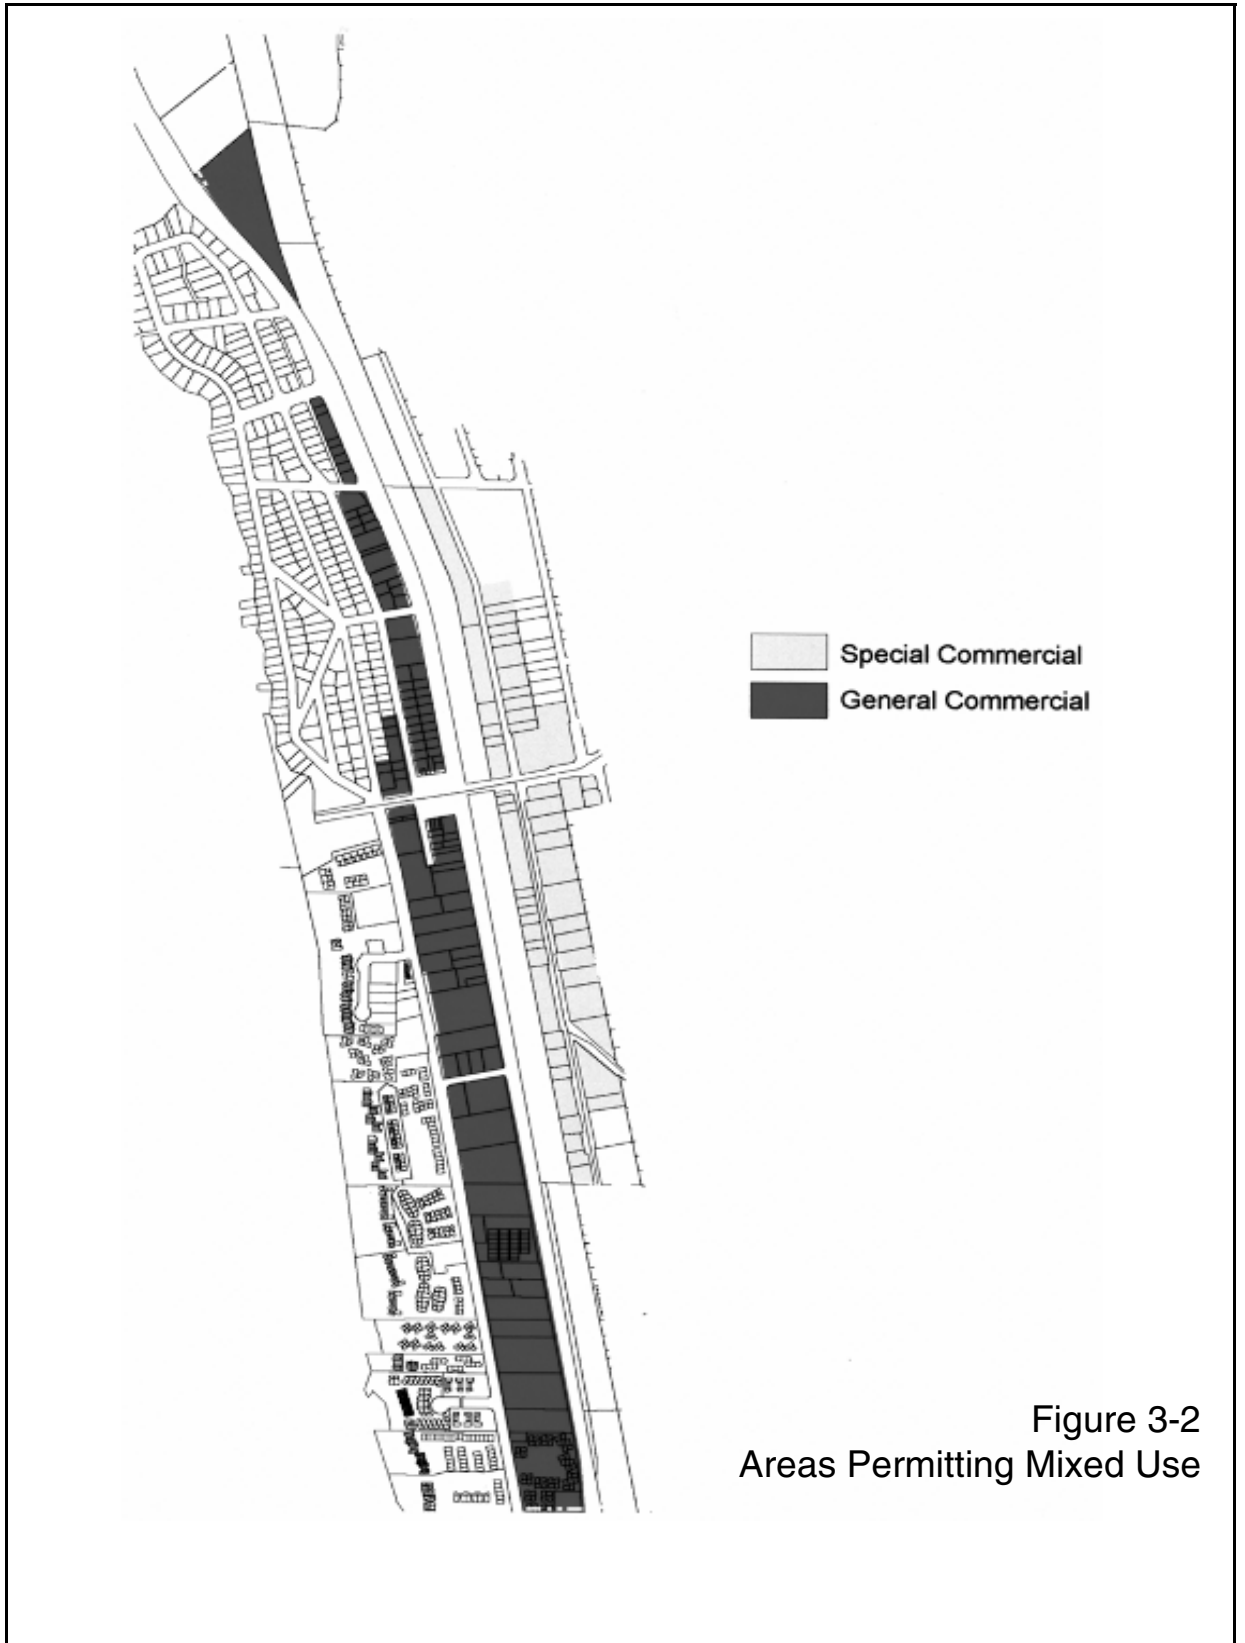 Special Commercial
General Commercial
Figure 3-2
Areas Permitting Mixed Use